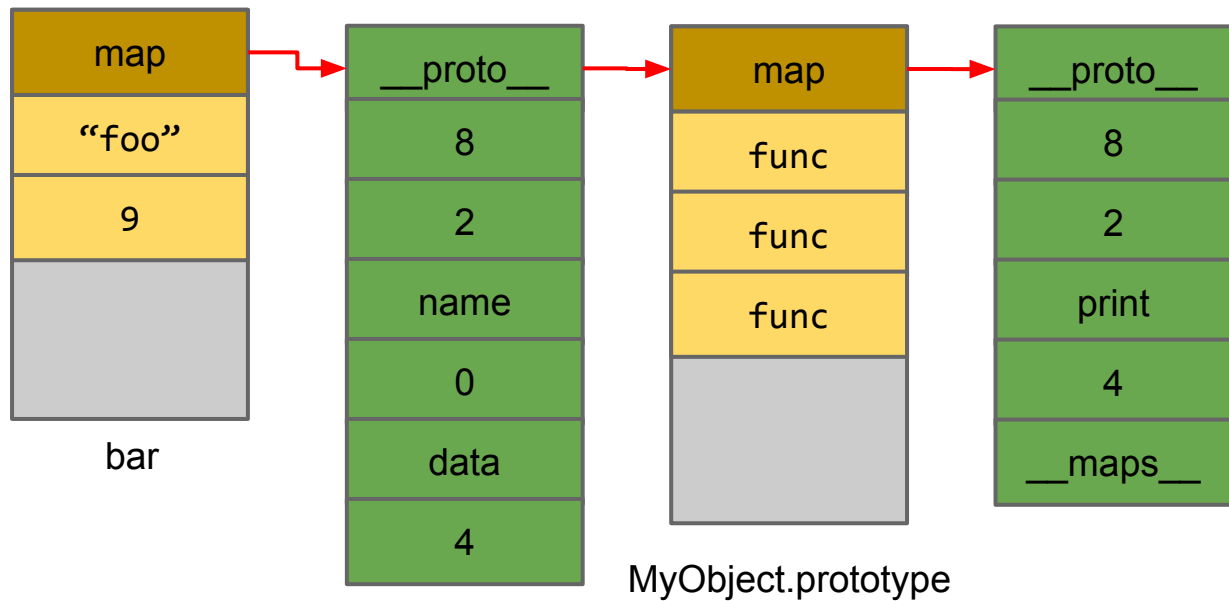 map
“foo”
9
bar
__proto__
8
2
name
0
data
4
map
func
func
func
MyObject.prototype
__proto__
8
2
print
4
__maps__